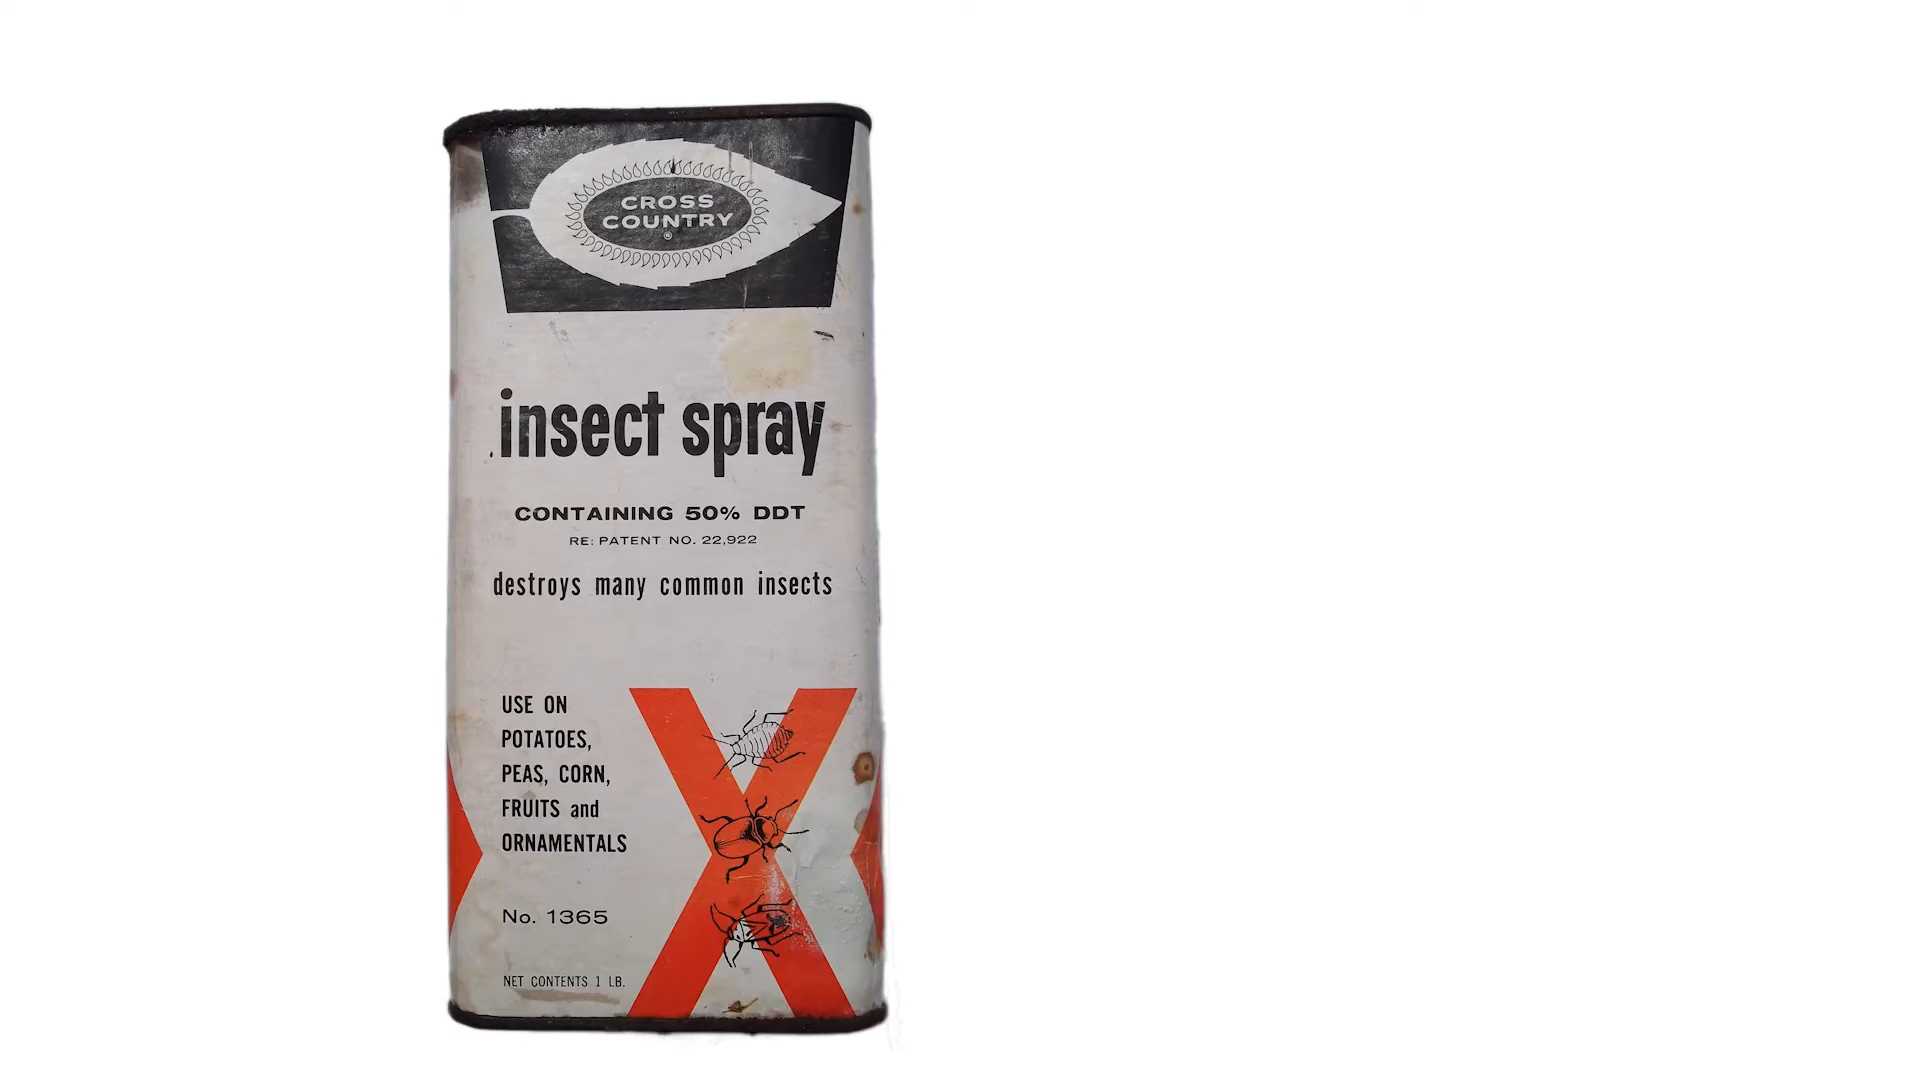 CROSS
COUNTRY
®
insect spray
CONTAINING 50% DDT
RE: PATENT NO. 22,922
destroys many common insects
USE ON
POTATOES,
PEAS, CORN,
FRUITS and
ORNAMENTALS
No. 1365
NET CONTENTS 1 LB.